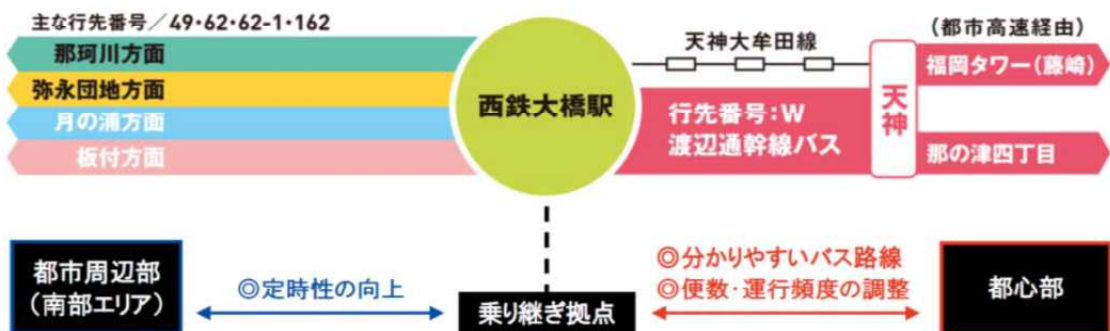 主な行先番号／49・62・62-1・162
那珂川方面
弥永団地方面
月の浦方面
板付方面
西鉄大橋駅
天神大牟田線
行先番号：W
渡辺通幹線バス
天神
（都市高速経由）
福岡タワー（藤崎）
那の津四丁目
都市周辺部
（南部エリア）
◎定時性の向上
乗り継ぎ拠点
◎分かりやすいバス路線
◎便数・運行頻度の調整
都心部